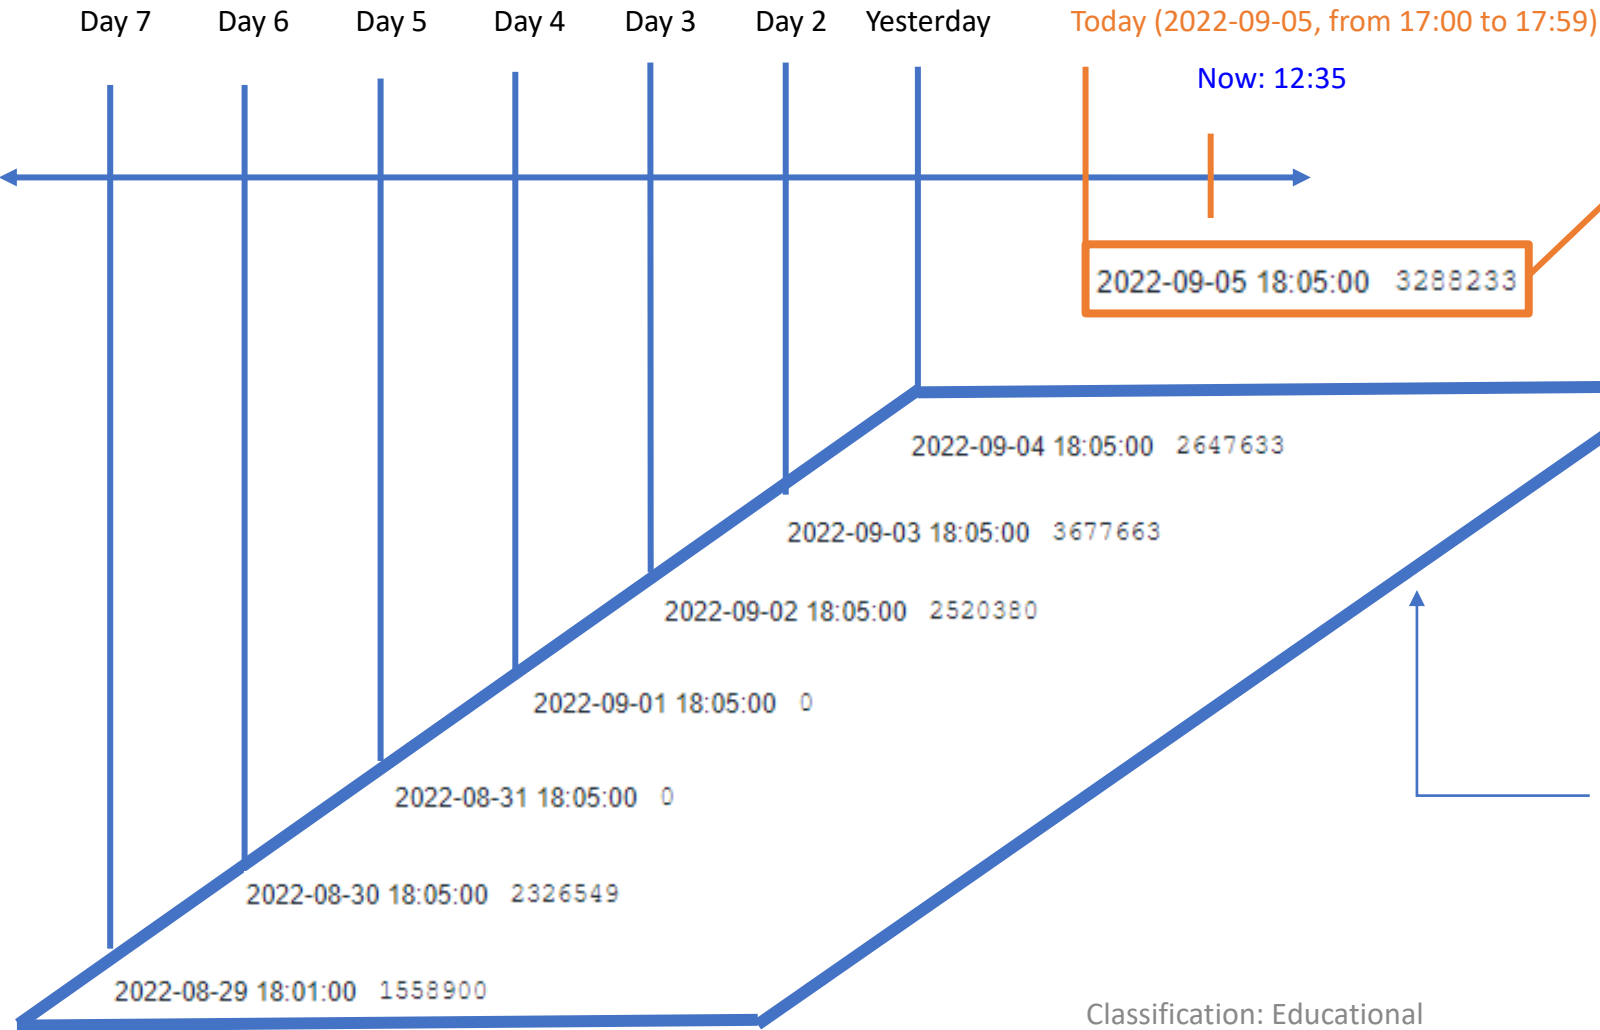 Day 7 Day 6 Day 5 Day 4 Day 3 Day 2 Yesterday Today (2022-09-05, from 17:00 to 17:59)
Now: 12:35
2022-09-05 18:05:00 3288233
2022-09-04 18:05:00 2647633
2022-09-03 18:05:00 3677663
2022-09-02 18:05:00 2520380
2022-09-01 18:05:00 0
2022-08-31 18:05:00 0
2022-08-30 18:05:00 2326549
2022-08-29 18:01:00 1558900
Classification: Educational